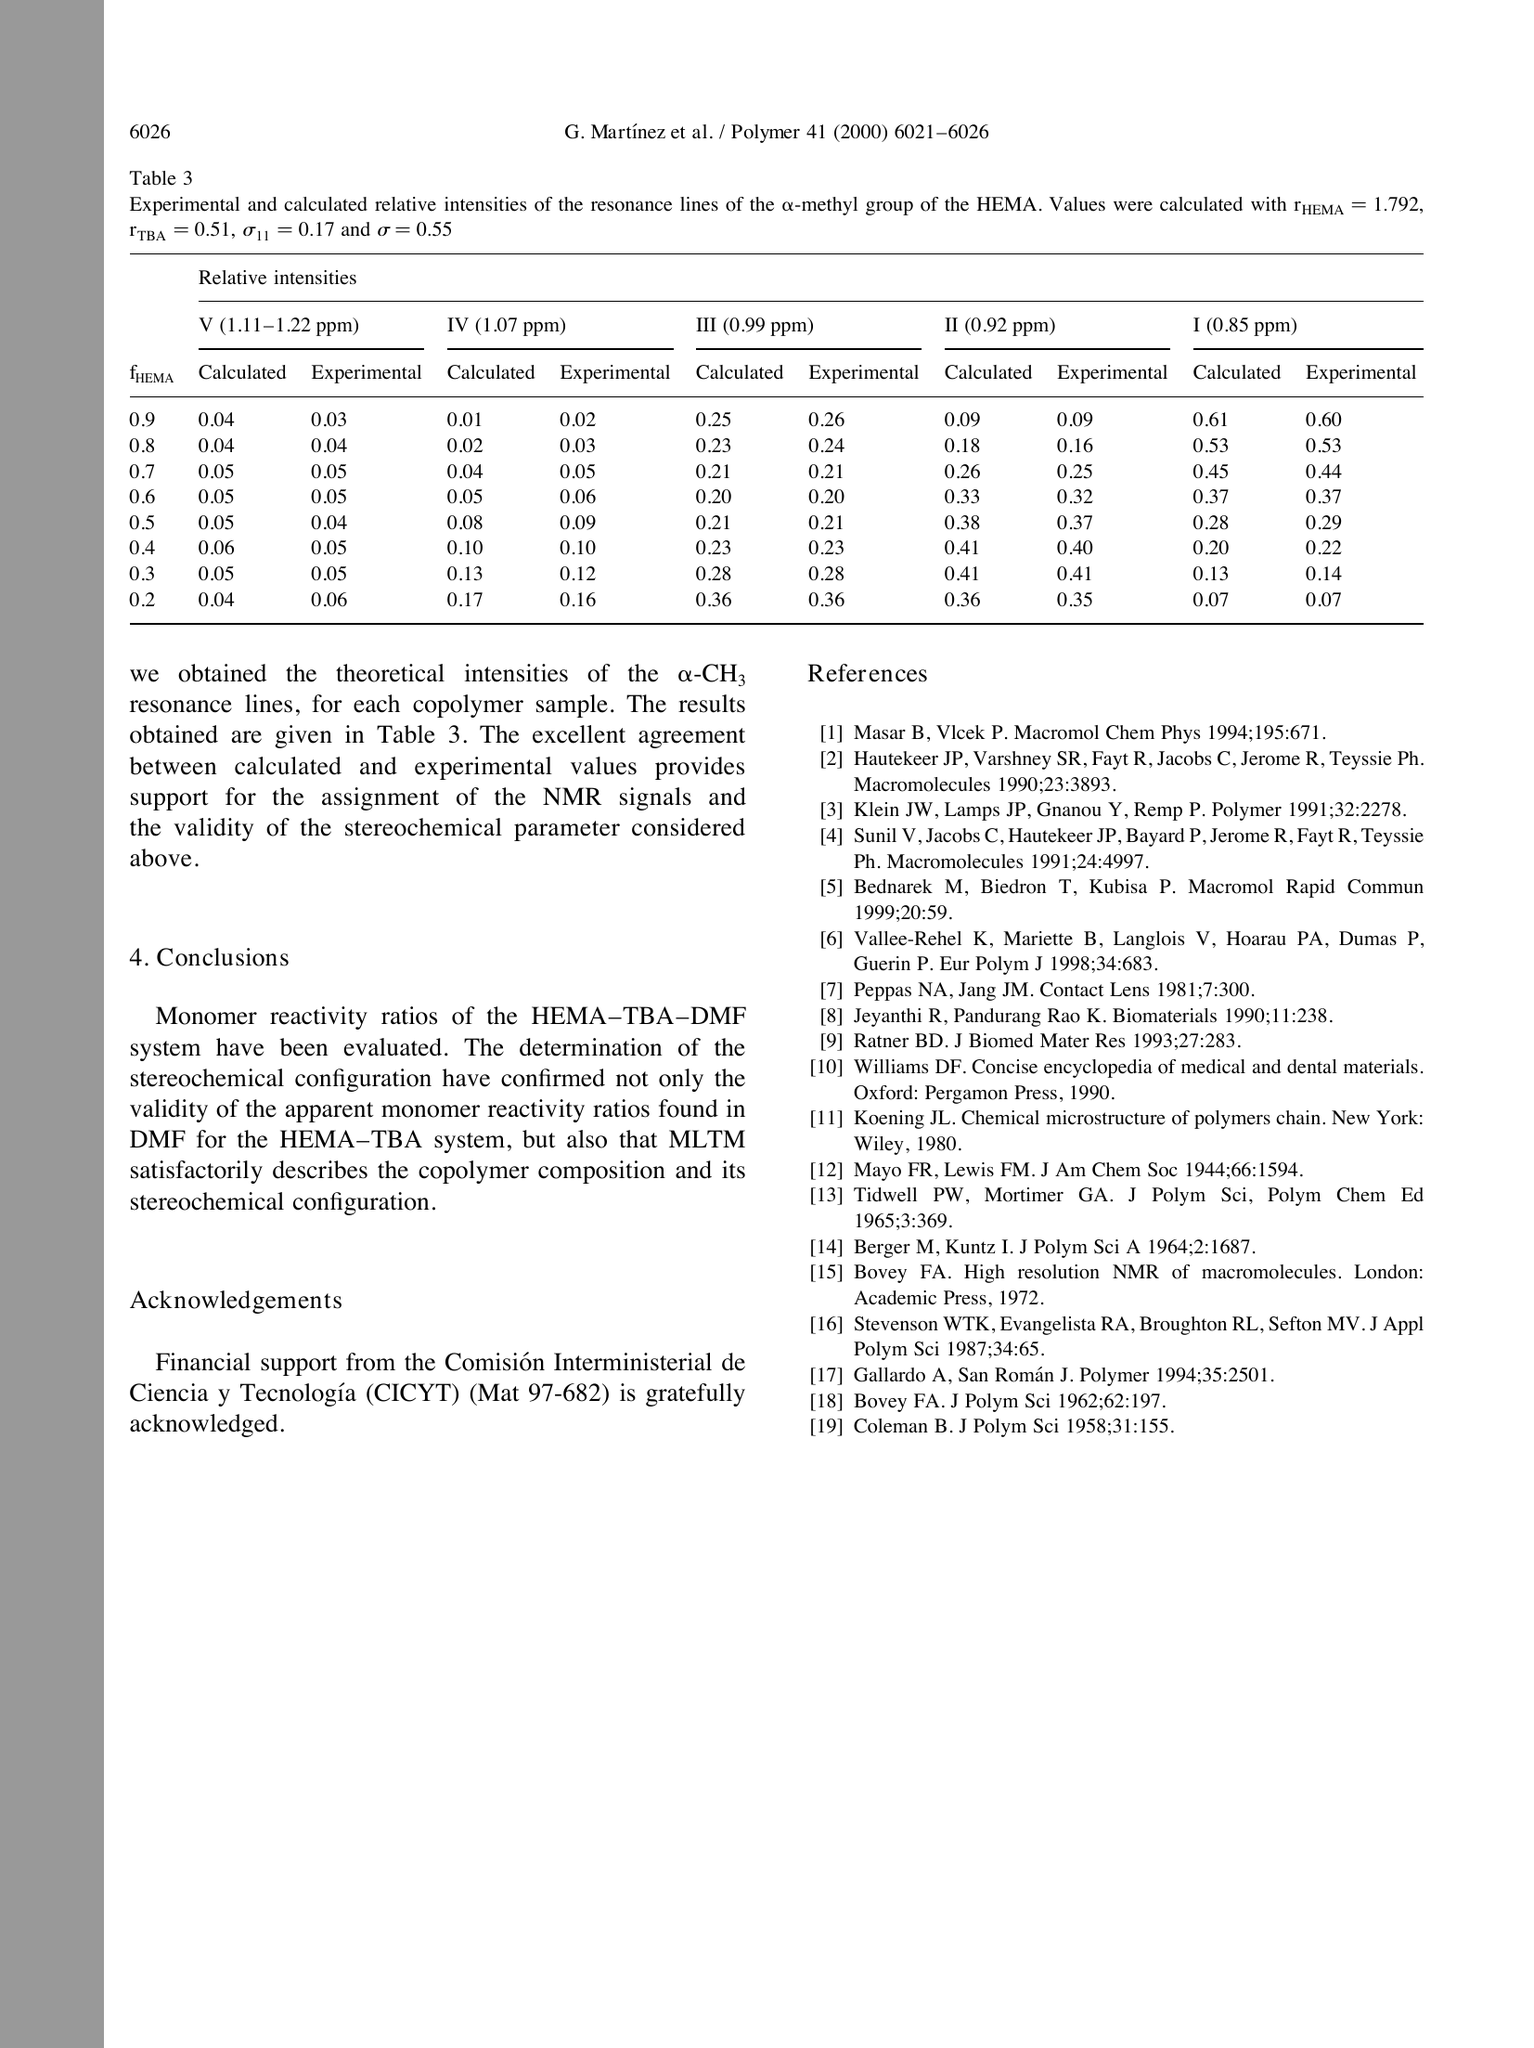 6026
G. Martínez et al. / Polymer 41 (2000) 6021–6026
Table 3
Experimental and calculated relative intensities of the resonance lines of the α-methyl group of the HEMA. Values were calculated with rHEMA = 1.792,
rTBA = 0.51, σ11 = 0.17 and σ = 0.55
Relative intensities
V (1.11–1.22 ppm) IV (1.07 ppm) III (0.99 ppm) II (0.92 ppm) I (0.85 ppm)
fHEMA Calculated Experimental Calculated Experimental Calculated Experimental Calculated Experimental Calculated Experimental
0.9 0.04 0.03 0.01 0.02 0.25 0.26 0.09 0.09 0.61 0.60
0.8 0.04 0.04 0.02 0.03 0.23 0.24 0.18 0.16 0.53 0.53
0.7 0.05 0.05 0.04 0.05 0.21 0.21 0.26 0.25 0.45 0.44
0.6 0.05 0.05 0.05 0.06 0.20 0.20 0.33 0.32 0.37 0.37
0.5 0.05 0.04 0.08 0.09 0.21 0.21 0.38 0.37 0.28 0.29
0.4 0.06 0.05 0.10 0.10 0.23 0.23 0.41 0.40 0.20 0.22
0.3 0.05 0.05 0.13 0.12 0.28 0.28 0.41 0.41 0.13 0.14
0.2 0.04 0.06 0.17 0.16 0.36 0.36 0.36 0.35 0.07 0.07
we obtained the theoretical intensities of the α-CH3
resonance lines, for each copolymer sample. The results
obtained are given in Table 3. The excellent agreement
between calculated and experimental values provides
support for the assignment of the NMR signals and
the validity of the stereochemical parameter considered
above.
4. Conclusions
Monomer reactivity ratios of the HEMA–TBA–DMF
system have been evaluated. The determination of the
stereochemical configuration have confirmed not only the
validity of the apparent monomer reactivity ratios found in
DMF for the HEMA–TBA system, but also that MLTM
satisfactorily describes the copolymer composition and its
stereochemical configuration.
Acknowledgements
Financial support from the Comisión Interministerial de
Ciencia y Tecnología (CICYT) (Mat 97-682) is gratefully
acknowledged.
References
[1] Masar B, Vlcek P. Macromol Chem Phys 1994;195:671.
[2] Hautekeer JP, Varshney SR, Fayt R, Jacobs C, Jerome R, Teyssie Ph.
Macromolecules 1990;23:3893.
[3] Klein JW, Lamps JP, Gnanou Y, Remp P. Polymer 1991;32:2278.
[4] Sunil V, Jacobs C, Hautekeer JP, Bayard P, Jerome R, Fayt R, Teyssie
Ph. Macromolecules 1991;24:4997.
[5] Bednarek M, Biedron T, Kubisa P. Macromol Rapid Commun
1999;20:59.
[6] Vallee-Rehel K, Mariette B, Langlois V, Hoarau PA, Dumas P,
Guerin P. Eur Polym J 1998;34:683.
[7] Peppas NA, Jang JM. Contact Lens 1981;7:300.
[8] Jeyanthi R, Pandurang Rao K. Biomaterials 1990;11:238.
[9] Ratner BD. J Biomed Mater Res 1993;27:283.
[10] Williams DF. Concise encyclopedia of medical and dental materials.
Oxford: Pergamon Press, 1990.
[11] Koening JL. Chemical microstructure of polymers chain. New York:
Wiley, 1980.
[12] Mayo FR, Lewis FM. J Am Chem Soc 1944;66:1594.
[13] Tidwell PW, Mortimer GA. J Polym Sci, Polym Chem Ed
1965;3:369.
[14] Berger M, Kuntz I. J Polym Sci A 1964;2:1687.
[15] Bovey FA. High resolution NMR of macromolecules. London:
Academic Press, 1972.
[16] Stevenson WTK, Evangelista RA, Broughton RL, Sefton MV. J Appl
Polym Sci 1987;34:65.
[17] Gallardo A, San Román J. Polymer 1994;35:2501.
[18] Bovey FA. J Polym Sci 1962;62:197.
[19] Coleman B. J Polym Sci 1958;31:155.